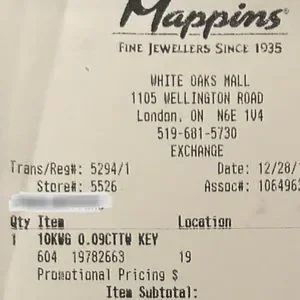 Mappins
FINE JEWELLERS SINCE 1935
WHITE OAKS MALL
1105 WELLINGTON ROAD
London, ON N6E 1V4
519-681-5730
EXCHANGE
Trans/Reg#: 5294/1 Date: 12/28/
Store#: 5526 Assoc#: 1064963
Qty Item Location
1 10KWG 0.09CTTW KEY
604 19782663 19
Promotional Pricing $
Item Subtotal: